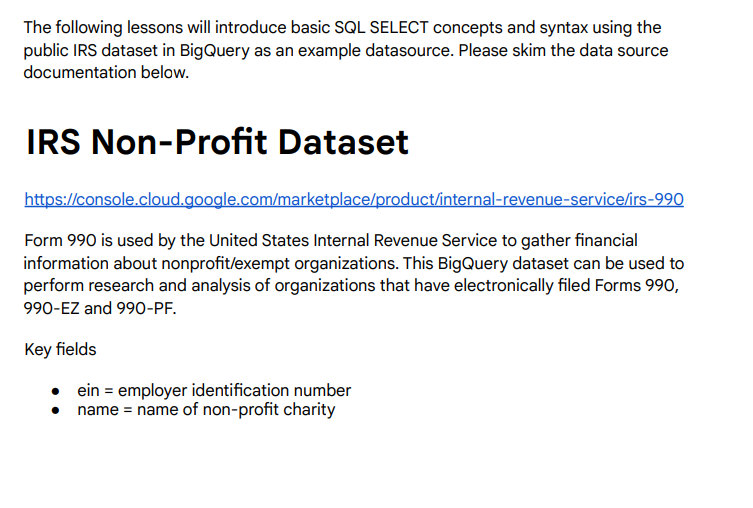 The following lessons will introduce basic SQL SELECT concepts and syntax using the
public IRS dataset in BigQuery as an example datasource. Please skim the data source
documentation below.
IRS Non-Profit Dataset
https://console.cloud.google.com/marketplace/product/internal-revenue-service/irs-990
Form 990 is used by the United States Internal Revenue Service to gather financial
information about nonprofit/exempt organizations. This BigQuery dataset can be used to
perform research and analysis of organizations that have electronically filed Forms 990,
990-EZ and 990-PF.
Key fields
● ein = employer identification number
● name = name of non-profit charity